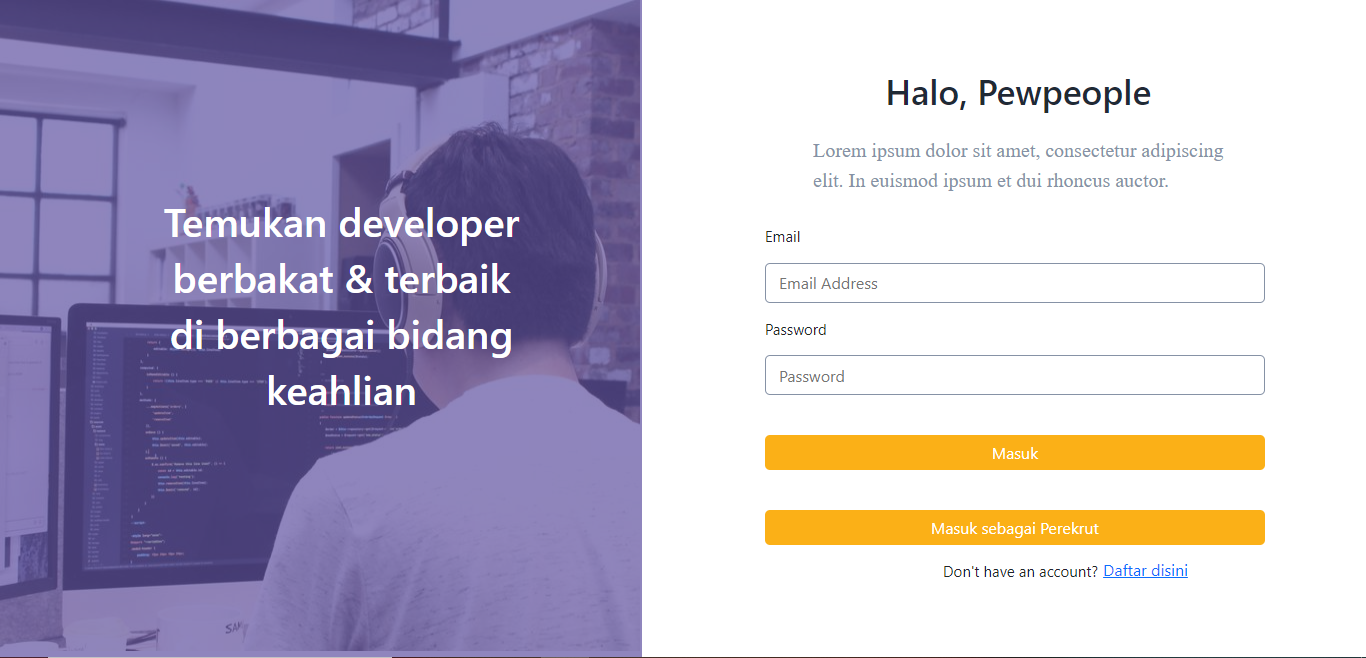 Temukan developer
berbakat & terbaik
di berbagai bidang
keahlian
Halo, Pewpeople
Lorem ipsum dolor sit amet, consectetur adipiscing
elit. In euismod ipsum et dui rhoncus auctor.
Email
Email Address
Password
Password
Masuk
Masuk sebagai Perekrut
Don't have an account? Daftar disini